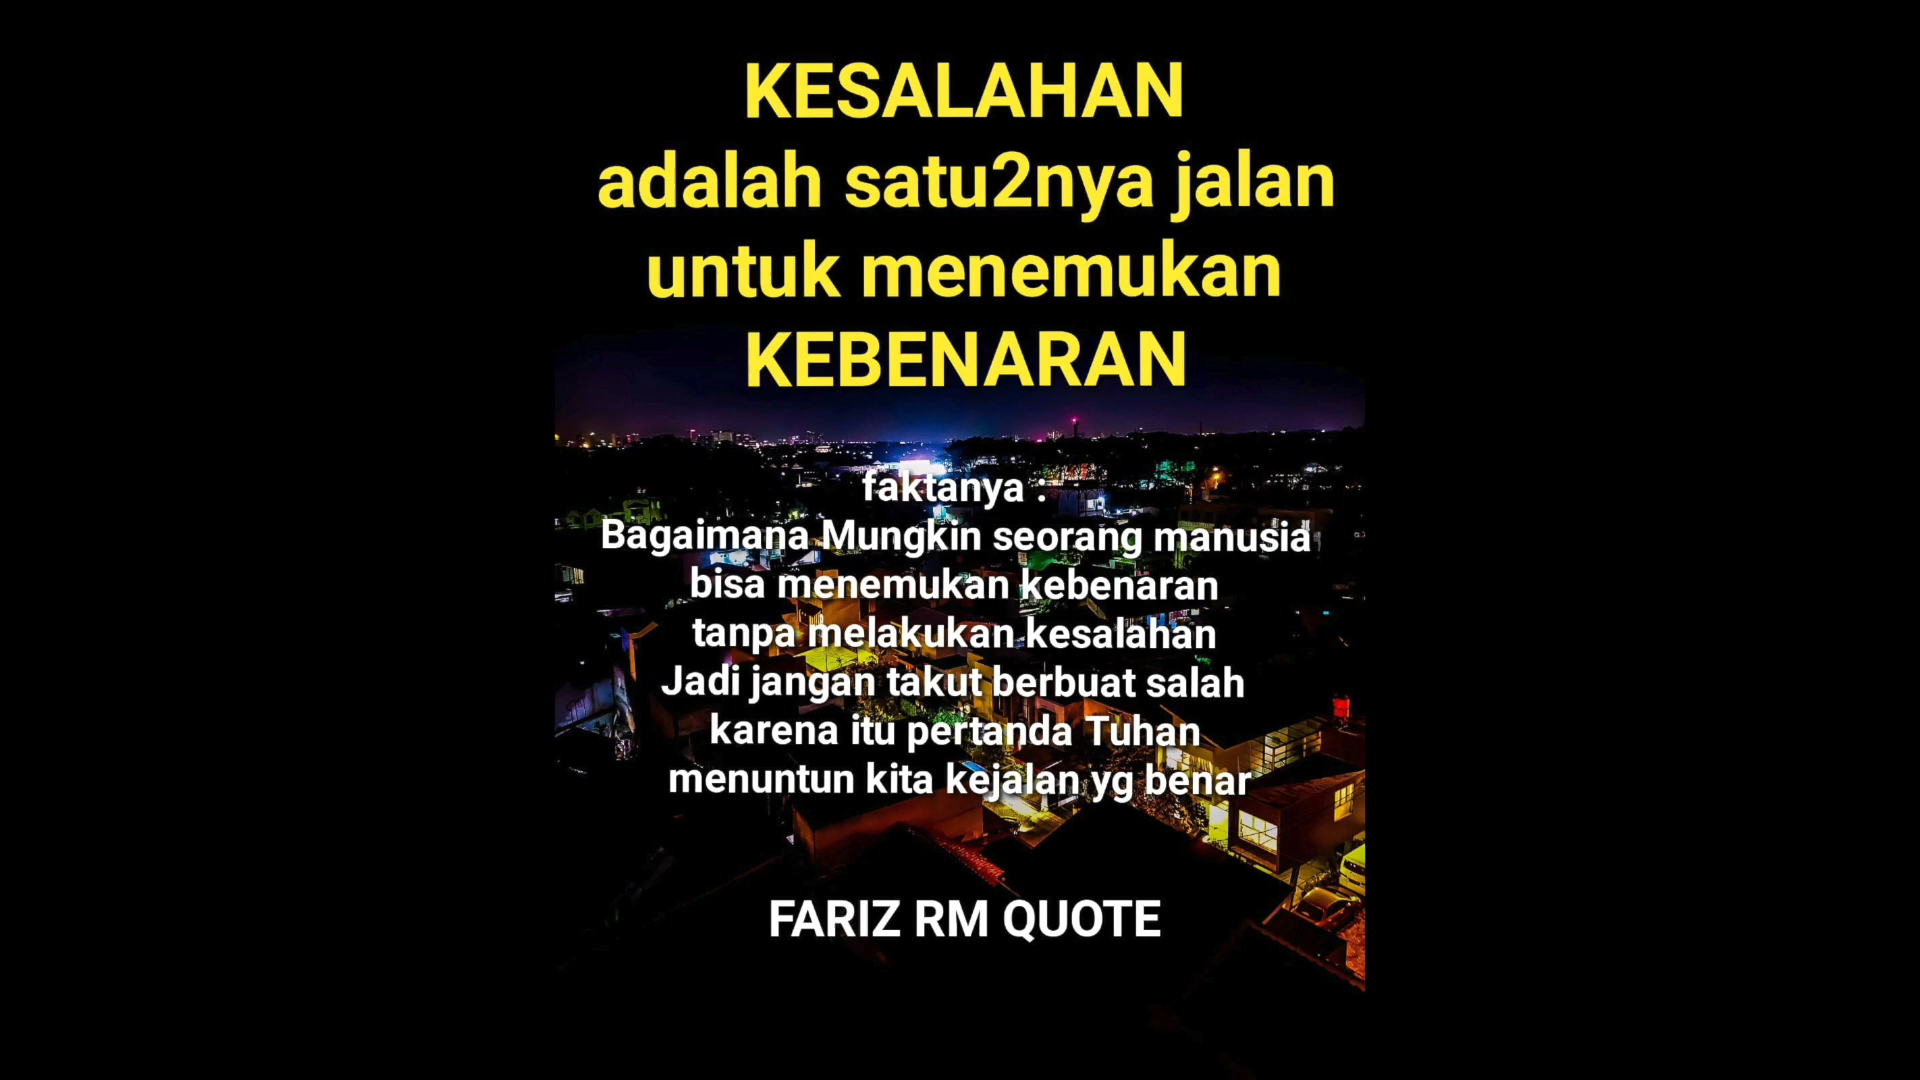 KESALAHAN
adalah satu2nya jalan
untuk menemukan
KEBENARAN
faktanya :
Bagaimana Mungkin seorang manusia
bisa menemukan kebenaran
tanpa melakukan kesalahan
Jadi jangan takut berbuat salah
karena itu pertanda Tuhan
menuntun kita kejalan yg benar
FARIZ RM QUOTE